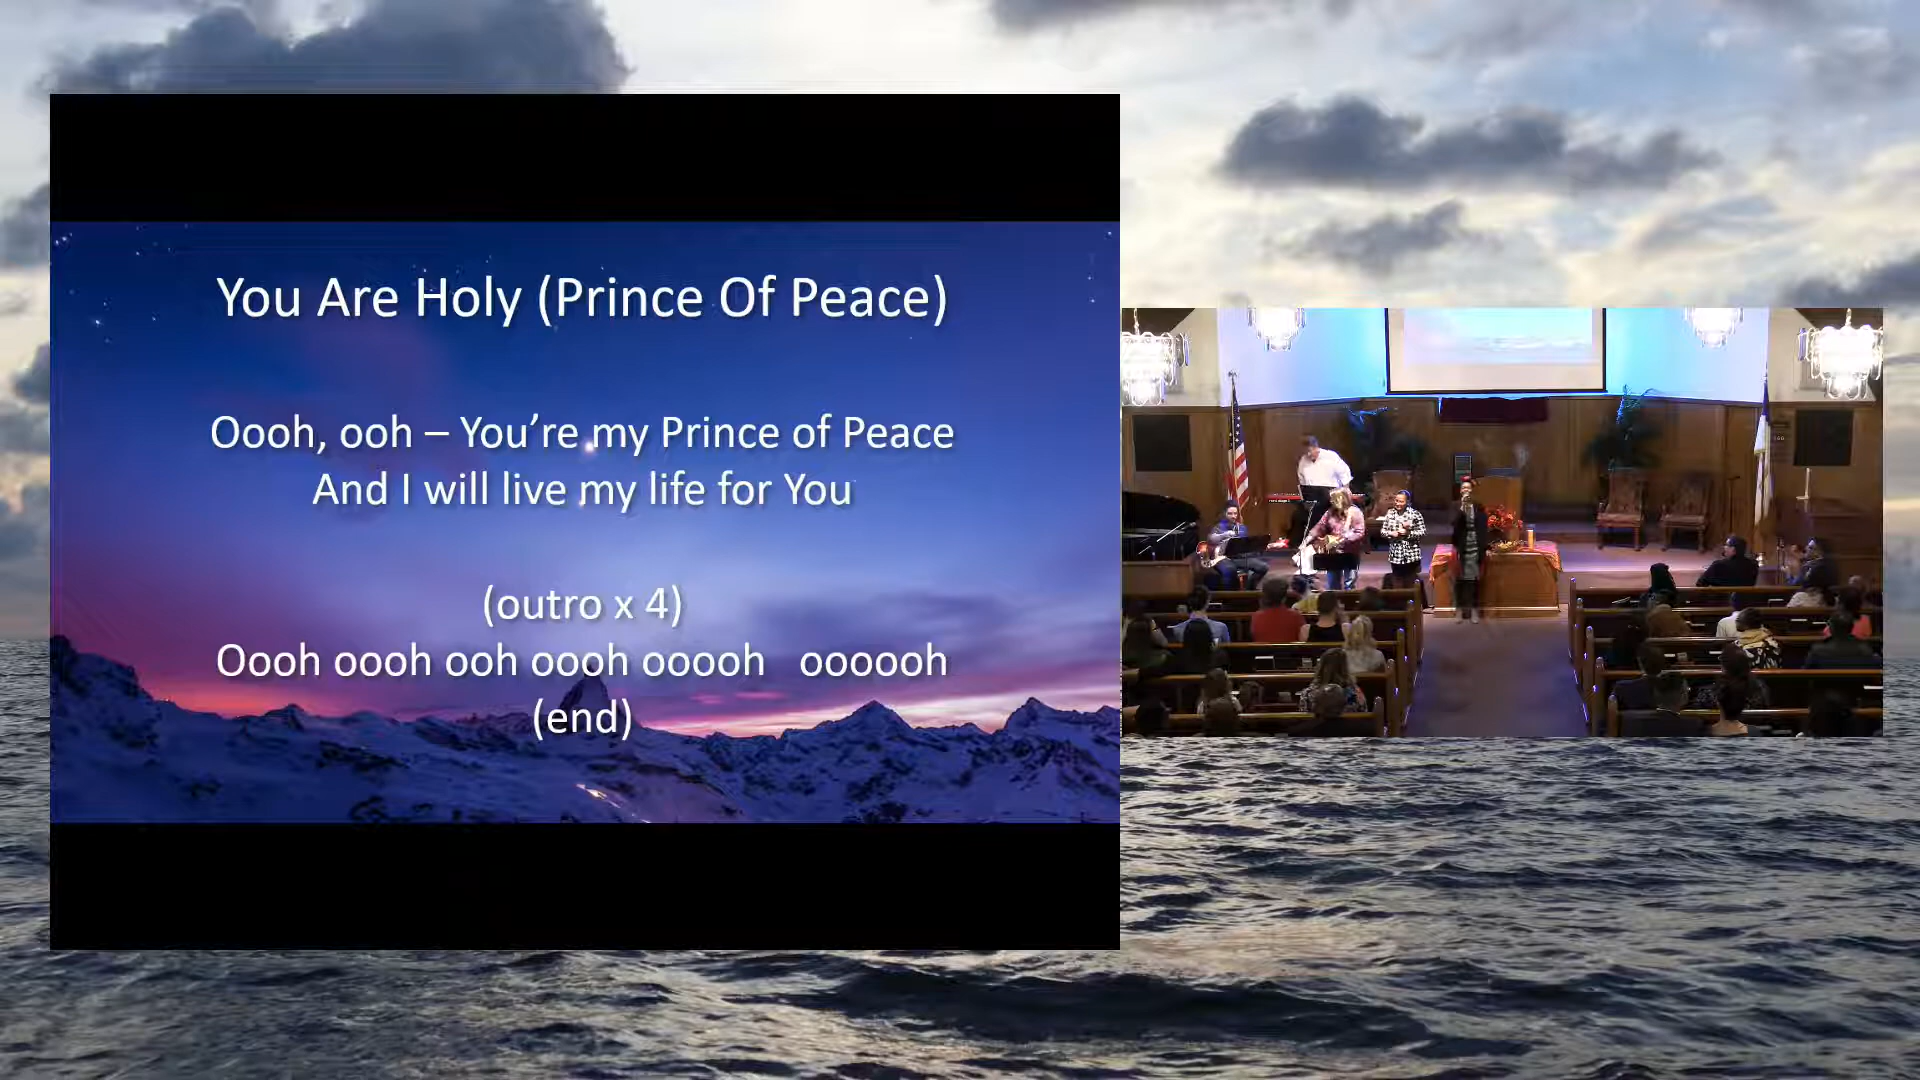 You Are Holy (Prince Of Peace)
Oooh, ooh – You’re my Prince of Peace
And I will live my life for You
(outro x 4)
Oooh oooh ooh oooh ooooh oooooh
(end)